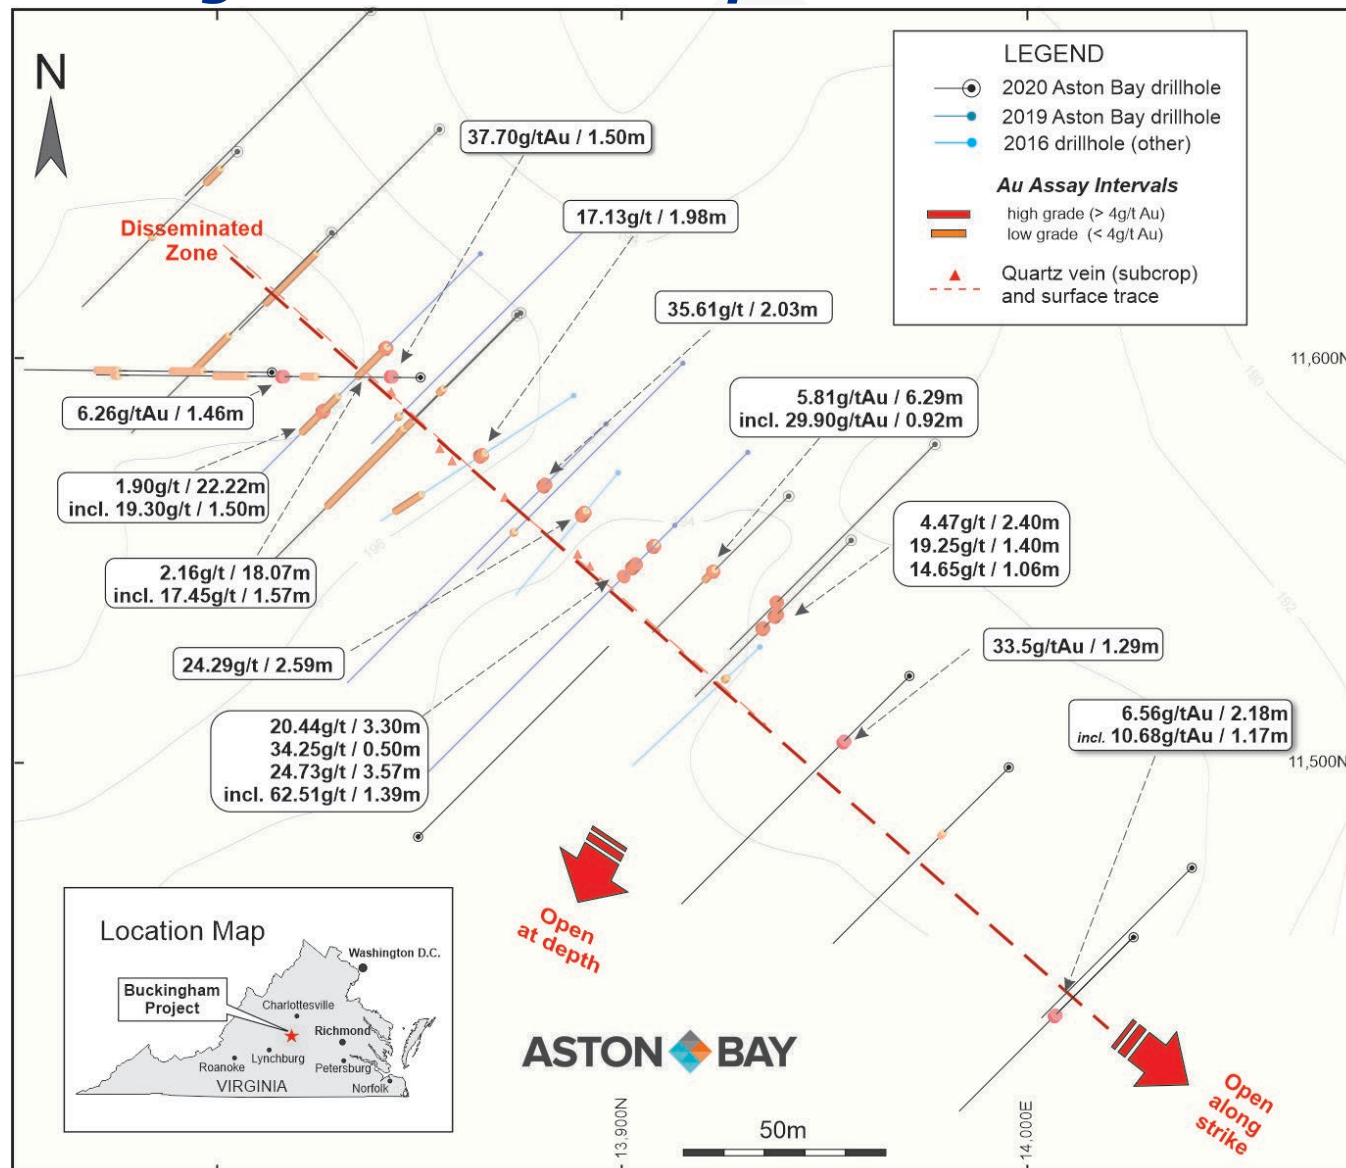 N
LEGEND
2020 Aston Bay drillhole
2019 Aston Bay drillhole
2016 drillhole (other)
Au Assay Intervals
high grade (> 4g/t Au)
low grade (< 4g/t Au)
Quartz vein (subcrop)
and surface trace
37.70g/tAu / 1.50m
17.13g/t / 1.98m
Disseminated
Zone
35.61g/t / 2.03m
11,600N
5.81g/tAu / 6.29m
incl. 29.90g/tAu / 0.92m
6.26g/tAu / 1.46m
180
1.90g/t / 22.22m
incl. 19.30g/t / 1.50m
4.47g/t / 2.40m
19.25g/t / 1.40m
14.65g/t / 1.06m
196
2.16g/t / 18.07m
incl. 17.45g/t / 1.57m
182
24.29g/t / 2.59m
33.5g/tAu / 1.29m
20.44g/t / 3.30m
34.25g/t / 0.50m
24.73g/t / 3.57m
incl. 62.51g/t / 1.39m
6.56g/tAu / 2.18m
incl. 10.68g/tAu / 1.17m
11,500N
Open
at depth
Location Map
Washington D.C.
Buckingham
Project
Charlottesville
Richmond
Lynchburg
Roanoke
Petersburg
VIRGINIA
Norfolk
ASTON BAY
Open
along
strike
13,900N
14,000E
50m